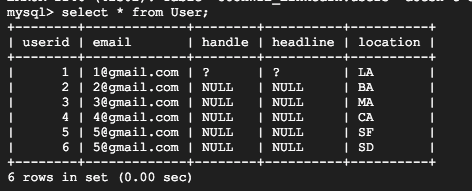 mysql> select * from User;
+--------+-------------+--------+----------+----------+
| userid | email | handle | headline | location |
+--------+-------------+--------+----------+----------+
| 1 | 1@gmail.com | ? | ? | LA |
| 2 | 2@gmail.com | NULL | NULL | BA |
| 3 | 3@gmail.com | NULL | NULL | MA |
| 4 | 4@gmail.com | NULL | NULL | CA |
| 5 | 5@gmail.com | NULL | NULL | SF |
| 6 | 5@gmail.com | NULL | NULL | SD |
+--------+-------------+--------+----------+----------+
6 rows in set (0.00 sec)